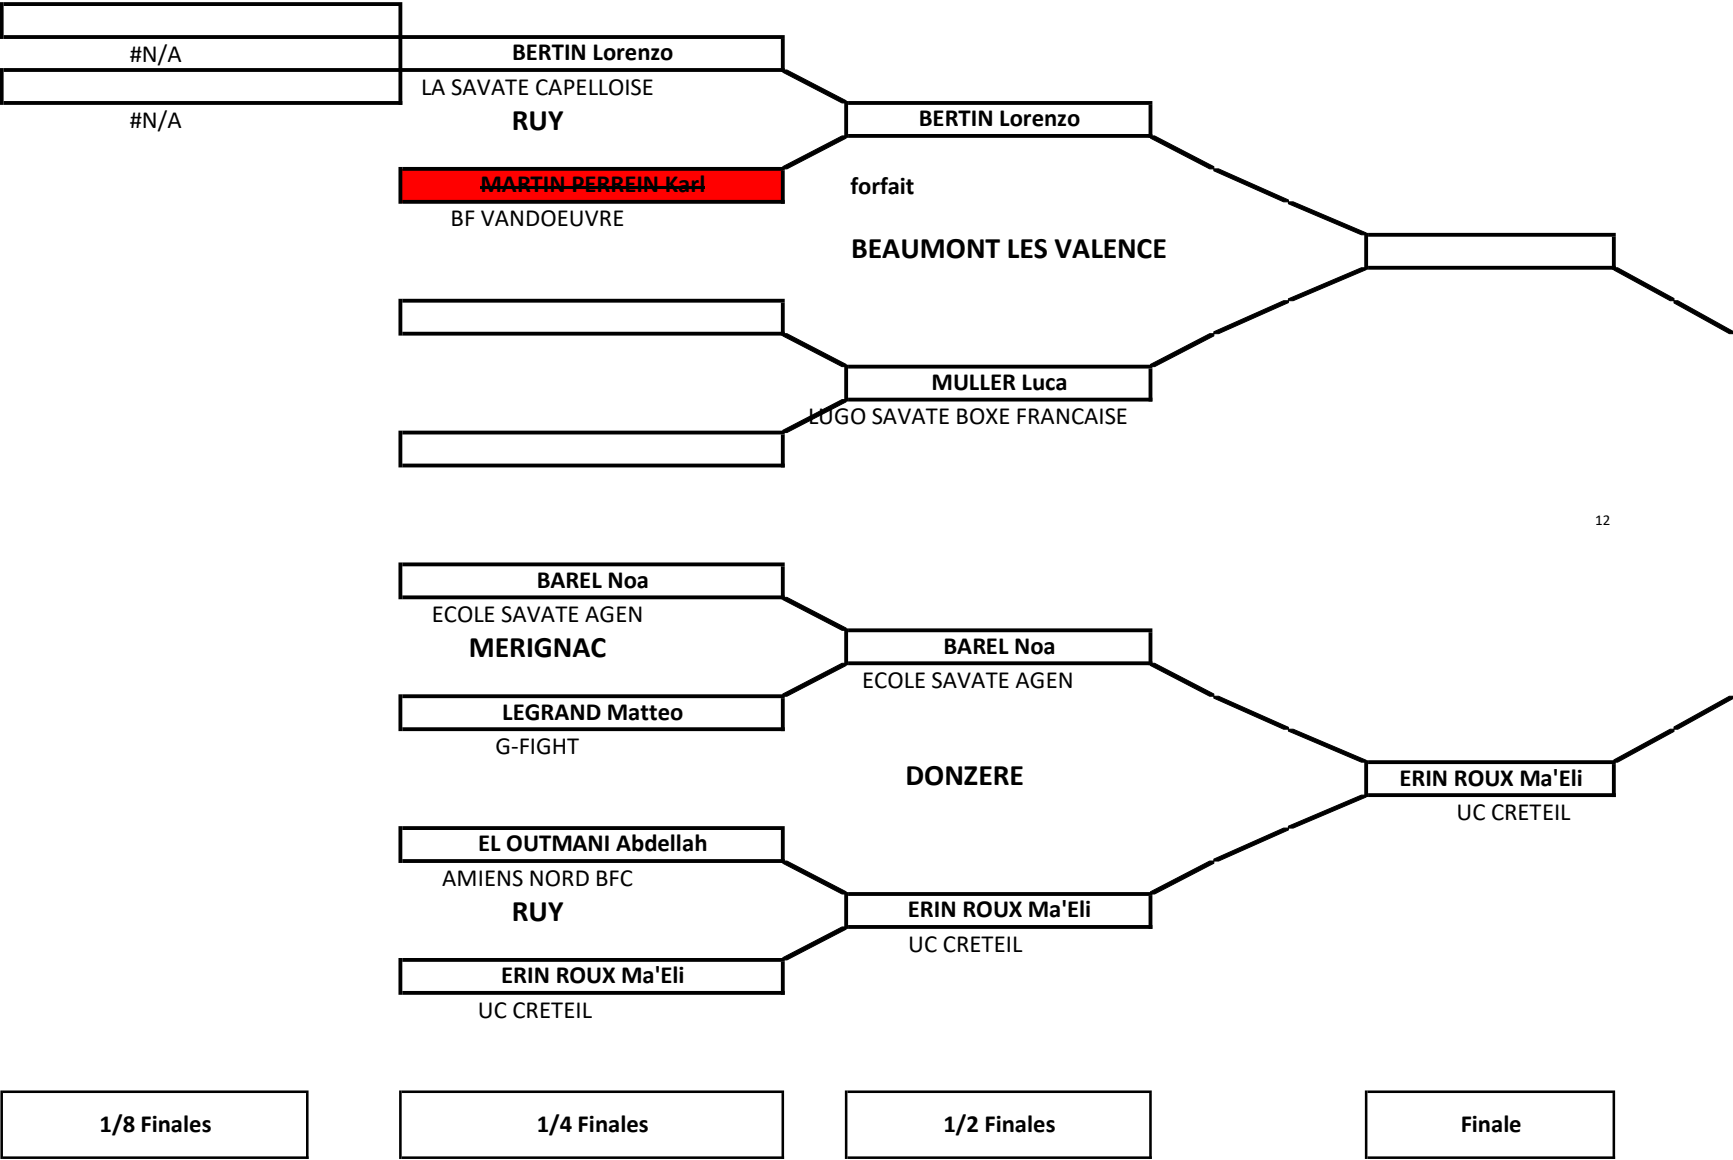 #N/A
BERTIN Lorenzo
LA SAVATE CAPELLOISE
#N/A
RUY
BERTIN Lorenzo
MARTIN PERREIN Karl
forfait
BF VANDOEUVRE
BEAUMONT LES VALENCE
MULLER Luca
LUGO SAVATE BOXE FRANCAISE
12
BAREL Noa
ECOLE SAVATE AGEN
MERIGNAC
BAREL Noa
ECOLE SAVATE AGEN
LEGRAND Matteo
G-FIGHT
DONZERE
ERIN ROUX Ma'Eli
UC CRETEIL
EL OUTMANI Abdellah
AMIENS NORD BFC
RUY
ERIN ROUX Ma'Eli
UC CRETEIL
ERIN ROUX Ma'Eli
UC CRETEIL
1/8 Finales
1/4 Finales
1/2 Finales
Finale